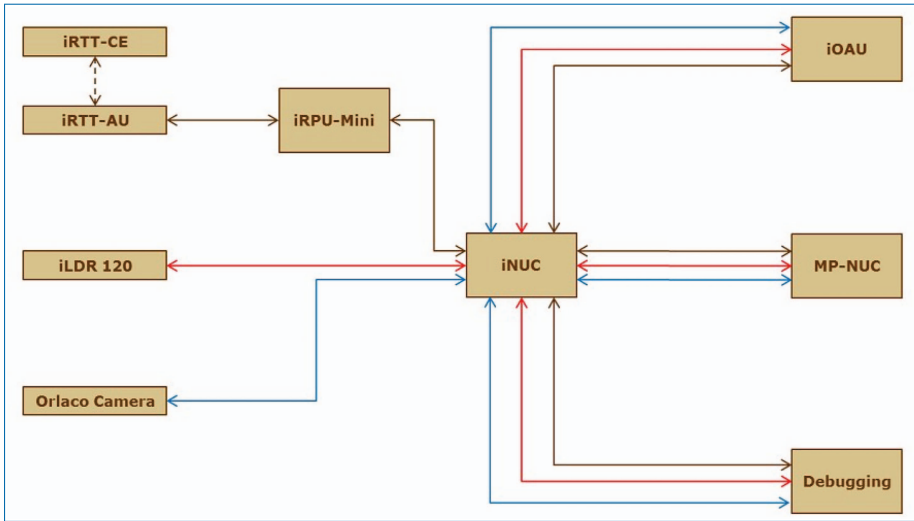 iRTT-CE
iOAU
iRTT-AU
iRPU-Mini
iLDR 120
iNUC
MP-NUC
Orlaco Camera
Debugging